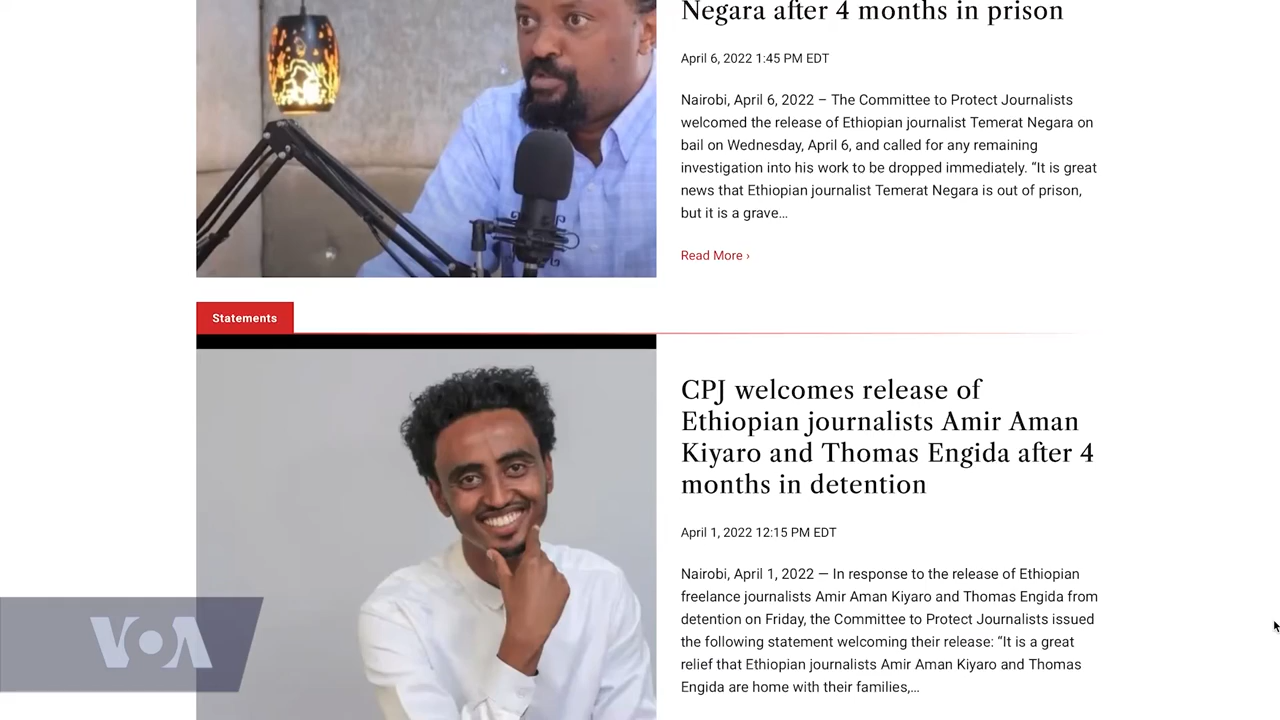 Negara after 4 months in prison
April 6, 2022 1:45 PM EDT
Nairobi, April 6, 2022 – The Committee to Protect Journalists
welcomed the release of Ethiopian journalist Temerat Negara on
bail on Wednesday, April 6, and called for any remaining
investigation into his work to be dropped immediately. “It is great
news that Ethiopian journalist Temerat Negara is out of prison,
but it is a grave…
Read More ›
Statements
CPJ welcomes release of
Ethiopian journalists Amir Aman
Kiyaro and Thomas Engida after 4
months in detention
April 1, 2022 12:15 PM EDT
Nairobi, April 1, 2022 — In response to the release of Ethiopian
freelance journalists Amir Aman Kiyaro and Thomas Engida from
detention on Friday, the Committee to Protect Journalists issued
the following statement welcoming their release: “It is a great
relief that Ethiopian journalists Amir Aman Kiyaro and Thomas
Engida are home with their families,…
VOA